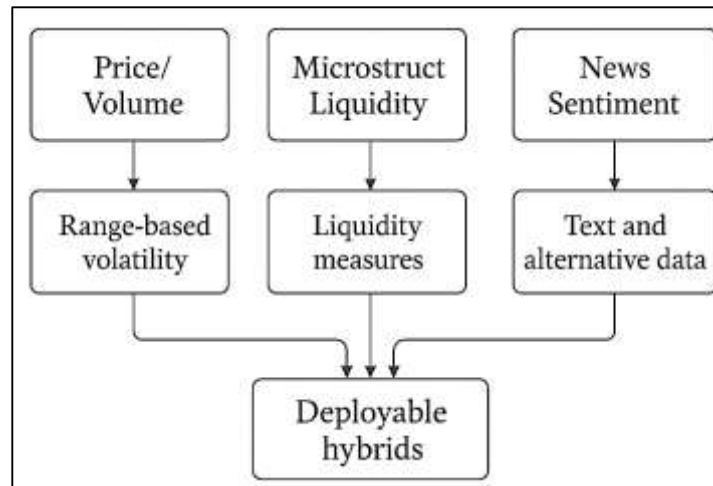 Price/
Volume
Microstruct
Liquidity
News
Sentiment
Range-based
volatility
Liquidity
measures
Text and
alternative data
Deployable
hybrids